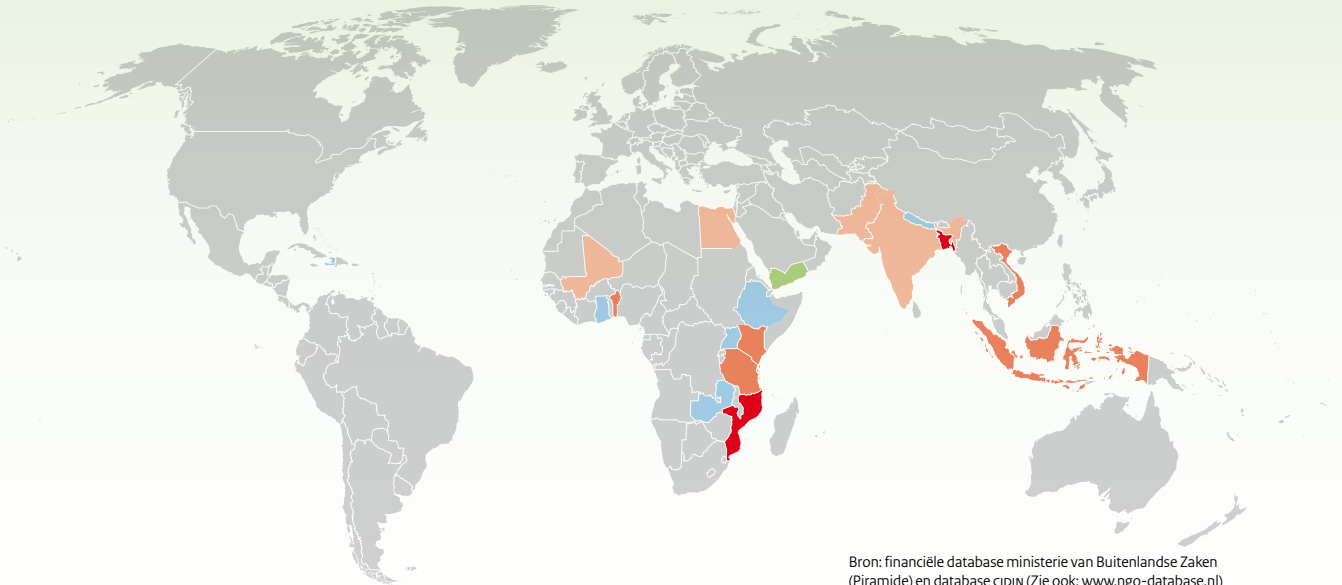 Bron: financiële database ministerie van Buitenlandse Zaken
(Piramide) en database CIDIN (Zie ook: www.ngo-database.nl)